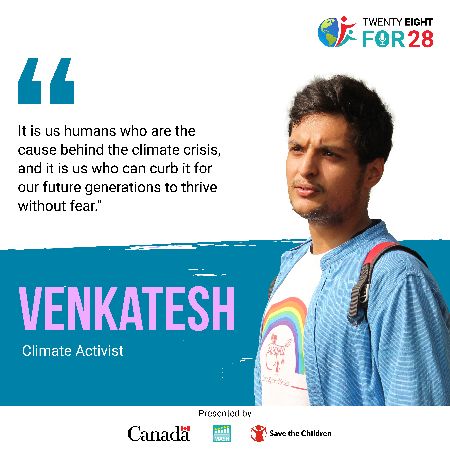 TWENTY EIGHT
FOR 28
It is us humans who are the
cause behind the climate crisis,
and it is us who can curb it for
our future generations to thrive
without fear."
VENKATESH
Climate Activist
Presented by
Canada
Save the Children